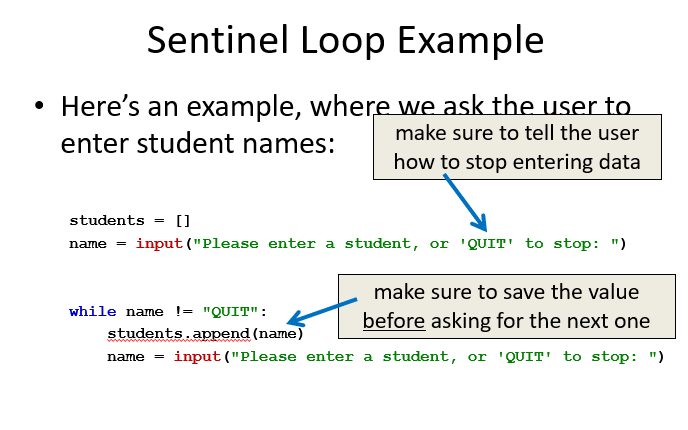 Sentinel Loop Example
• Here’s an example, where we ask the user to
enter student names:
make sure to tell the user
how to stop entering data
students = []
name = input("Please enter a student, or 'QUIT' to stop: ")
while name != "QUIT":
    students.append(name)
    name = input("Please enter a student, or 'QUIT' to stop: ")
make sure to save the value
before asking for the next one